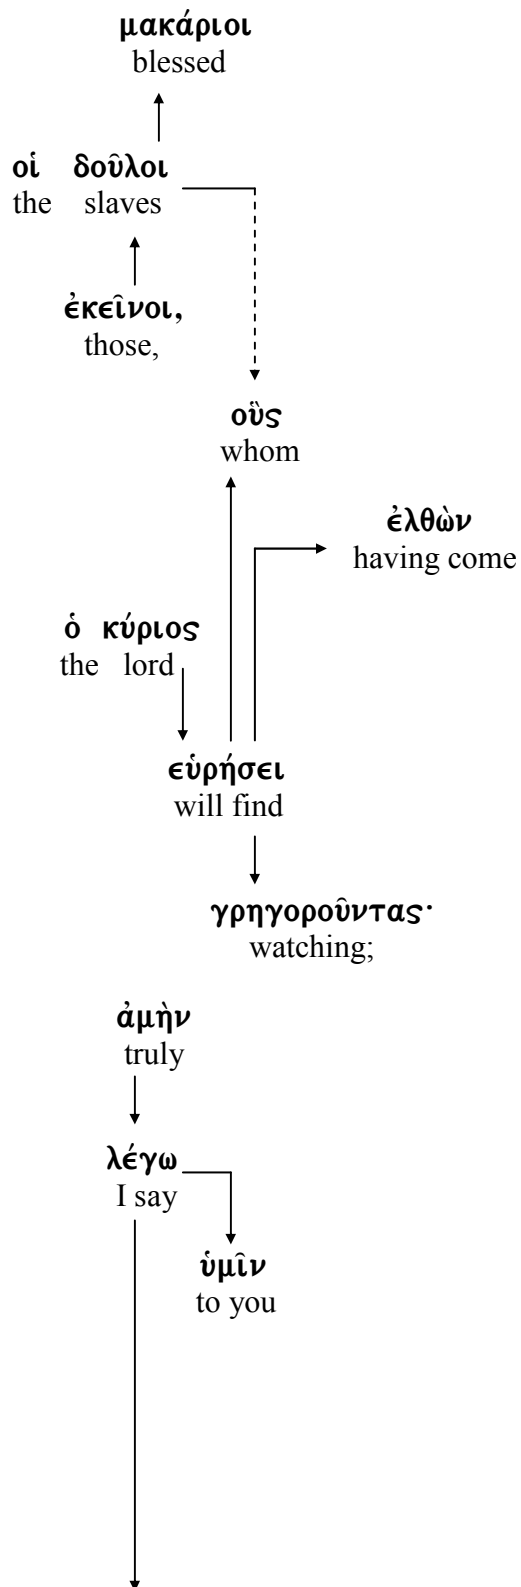 μακάριοι
blessed
οἱ δοῦλοι
the slaves
ἐκεῖνοι,
those,
οὓς
whom
ἐλθὼν
having come
ὁ κύριος
the lord
εὑρήσει
will find
γρηγοροῦντας·
watching;
ἀμὴν
truly
λέγω
I say
ὑμῖν
to you